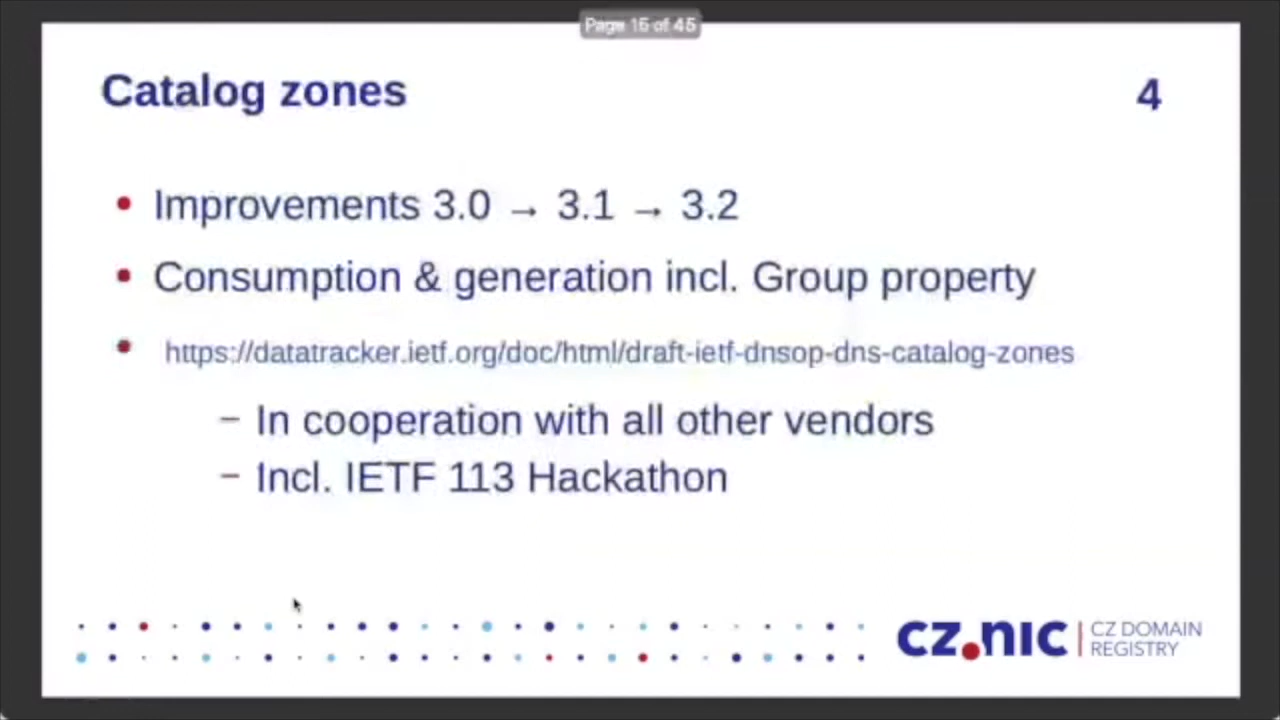 Page 16 of 45
Catalog zones
4
Improvements 3.0 → 3.1 → 3.2
Consumption & generation incl. Group property
https://datatracker.ietf.org/doc/html/draft-ietf-dnsop-dns-catalog-zones
– In cooperation with all other vendors
– Incl. IETF 113 Hackathon
CZ.NIC | CZ DOMAIN
REGISTRY